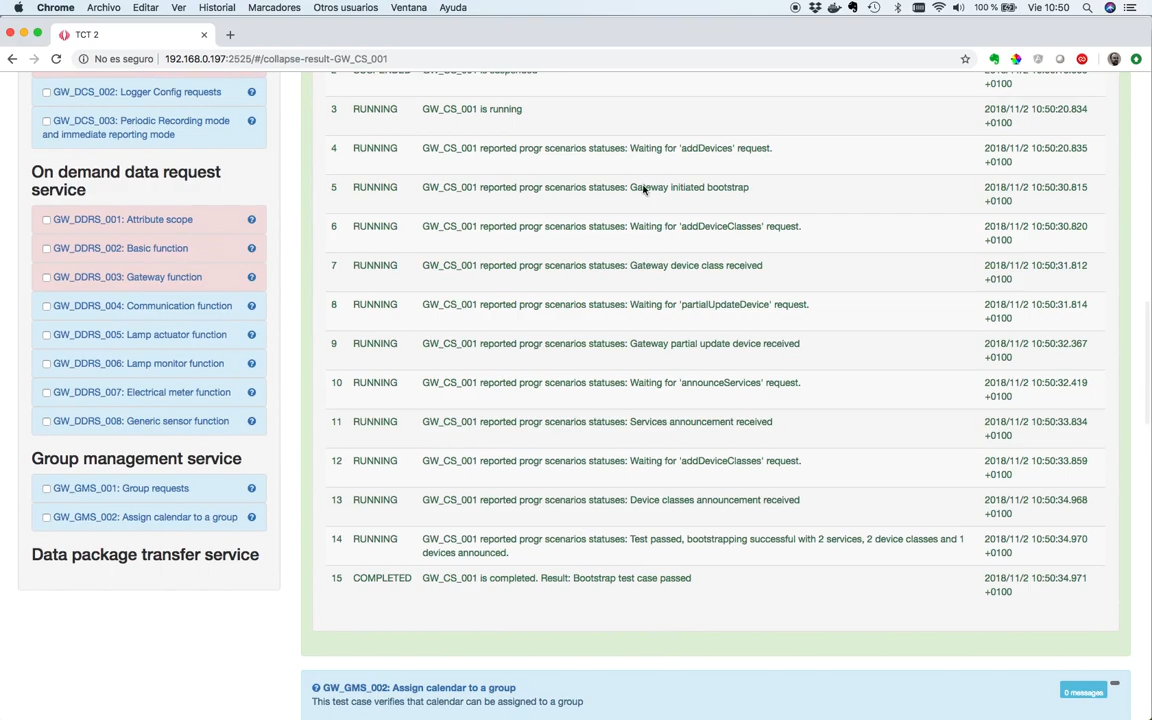 Chrome Archivo Editar Ver Historial Marcadores Otros usuarios Ventana Ayuda 100 % Vie 10:50
TCT 2
No es seguro 192.168.0.197:2525/#/collapse-result-GW_CS_001
GW_DCS_002: Logger Config requests
GW_DCS_003: Periodic Recording mode
and immediate reporting mode
On demand data request
service
GW_DDRS_001: Attribute scope
GW_DDRS_002: Basic function
GW_DDRS_003: Gateway function
GW_DDRS_004: Communication function
GW_DDRS_005: Lamp actuator function
GW_DDRS_006: Lamp monitor function
GW_DDRS_007: Electrical meter function
GW_DDRS_008: Generic sensor function
Group management service
GW_GMS_001: Group requests
GW_GMS_002: Assign calendar to a group
Data package transfer service
+0100
3 RUNNING GW_CS_001 is running 2018/11/2 10:50:20.834
+0100
4 RUNNING GW_CS_001 reported progr scenarios statuses: Waiting for 'addDevices' request. 2018/11/2 10:50:20.835
+0100
5 RUNNING GW_CS_001 reported progr scenarios statuses: Gateway initiated bootstrap 2018/11/2 10:50:30.815
+0100
6 RUNNING GW_CS_001 reported progr scenarios statuses: Waiting for 'addDeviceClasses' request. 2018/11/2 10:50:30.820
+0100
7 RUNNING GW_CS_001 reported progr scenarios statuses: Gateway device class received 2018/11/2 10:50:31.812
+0100
8 RUNNING GW_CS_001 reported progr scenarios statuses: Waiting for 'partialUpdateDevice' request. 2018/11/2 10:50:31.814
+0100
9 RUNNING GW_CS_001 reported progr scenarios statuses: Gateway partial update device received 2018/11/2 10:50:32.367
+0100
10 RUNNING GW_CS_001 reported progr scenarios statuses: Waiting for 'announceServices' request. 2018/11/2 10:50:32.419
+0100
11 RUNNING GW_CS_001 reported progr scenarios statuses: Services announcement received 2018/11/2 10:50:33.834
+0100
12 RUNNING GW_CS_001 reported progr scenarios statuses: Waiting for 'addDeviceClasses' request. 2018/11/2 10:50:33.859
+0100
13 RUNNING GW_CS_001 reported progr scenarios statuses: Device classes announcement received 2018/11/2 10:50:34.968
+0100
14 RUNNING GW_CS_001 reported progr scenarios statuses: Test passed, bootstrapping successful with 2 services, 2 device classes and 1 2018/11/2 10:50:34.970
devices announced. +0100
15 COMPLETED GW_CS_001 is completed. Result: Bootstrap test case passed 2018/11/2 10:50:34.971
+0100
GW_GMS_002: Assign calendar to a group
0 messages
This test case verifies that calendar can be assigned to a group